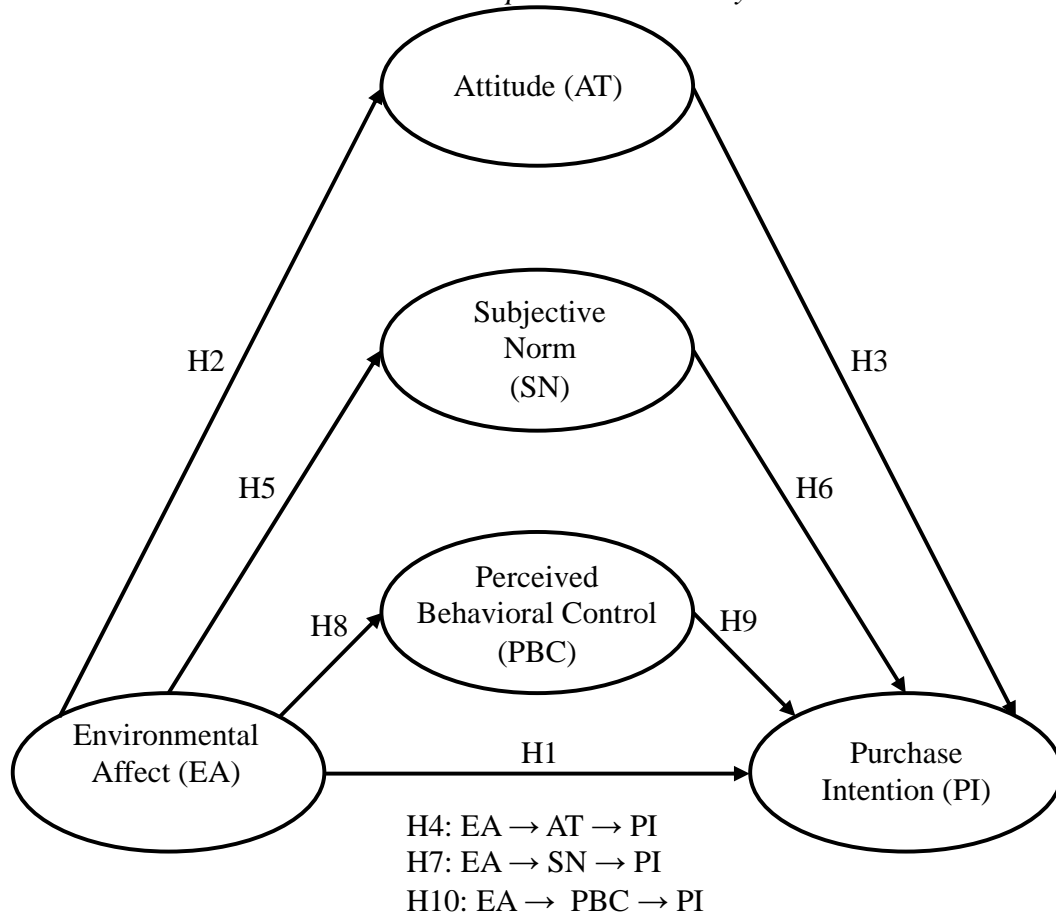 Attitude (AT)
Subjective
Norm
(SN)
H2
H3
H5
H6
Perceived
Behavioral Control
(PBC)
H8
H9
Environmental
Affect (EA)
H1
Purchase
Intention (PI)
H4: EA → AT → PI
H7: EA → SN → PI
H10: EA → PBC → PI